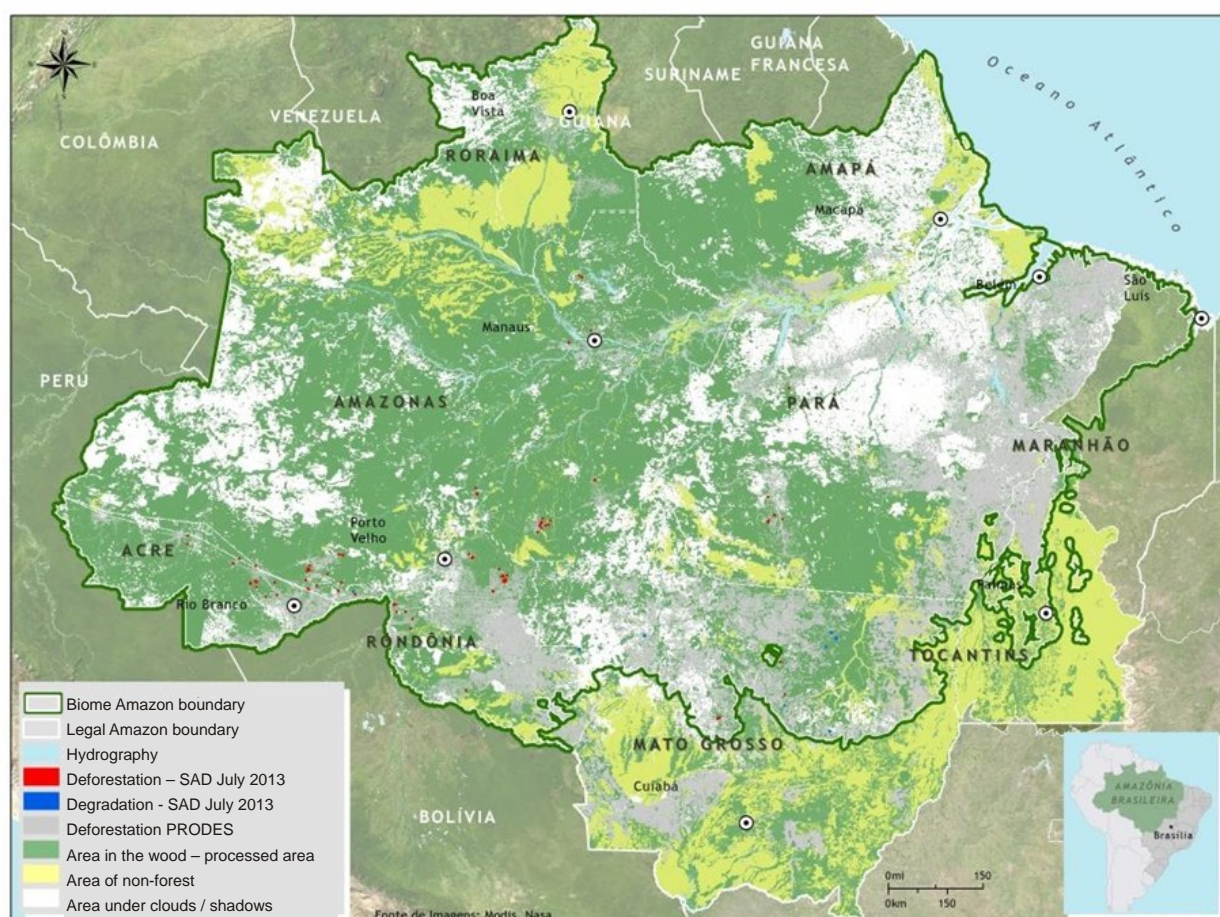 GUIANA
FRANCESA
SURINAME
Oceano Atlântico
Boa
Vista
VENEZUELA
GUIANA
COLÔMBIA
RORAIMA
AMAPÁ
Macapá
Belém
São
Luís
Manaus
PERU
AMAZONAS
PARÁ
MARANHÃO
Porto
Velho
ACRE
Palmas
Rio Branco
RONDÔNIA
TOCANTINS
MATO GROSSO
Cuiabá
BOLÍVIA
Biome Amazon boundary
Legal Amazon boundary
Hydrography
Deforestation – SAD July 2013
Degradation - SAD July 2013
Deforestation PRODES
Area in the wood – processed area
Area of non-forest
Area under clouds / shadows
AMAZÔNIA
BRASILEIRA
Brasília
0mi 150
0km 150
Fonte de Imagens: Modis, Nasa